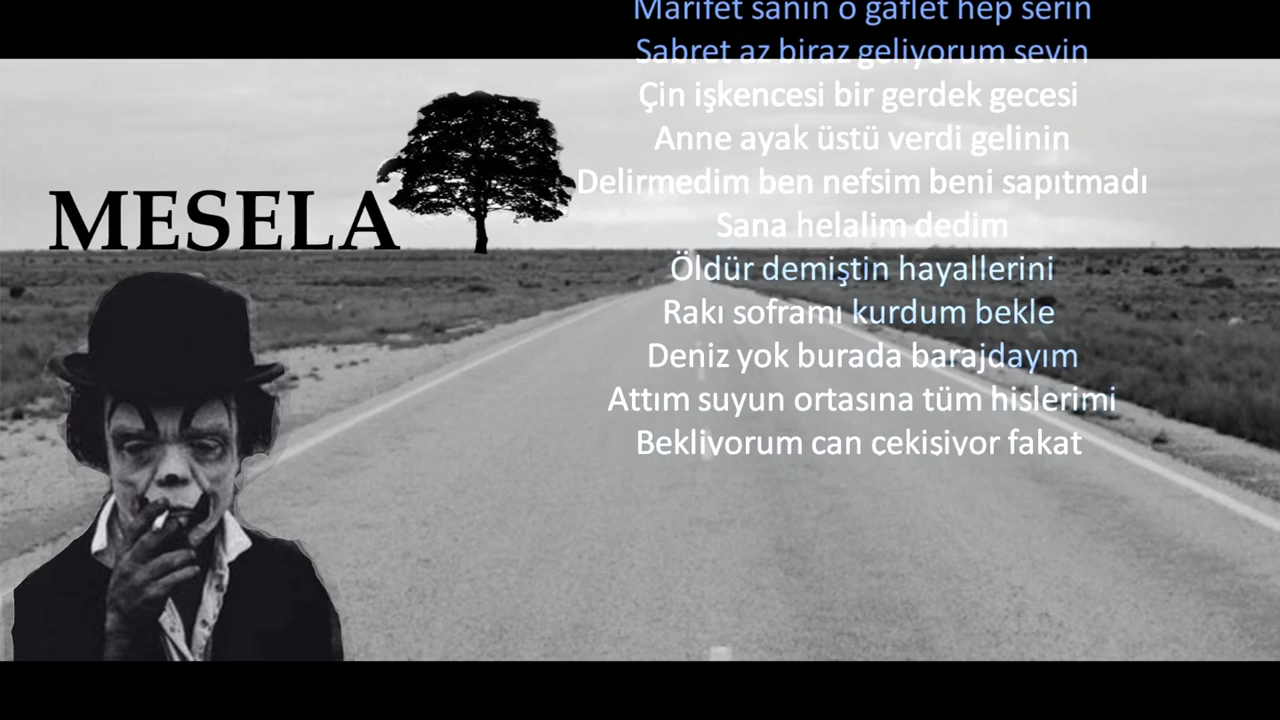 Marifet sanın o gaflet hep serin
Sabret az biraz geliyorum sevin
Çin işkencesi bir gerdek gecesi
Anne ayak üstü verdi gelinin
Delirmedim ben nefsim beni sapıtmadı
Sana helalim dedim
Öldür demiştin hayallerini
Rakı soframı kurdum bekle
Deniz yok burada barajdayım
Attım suyun ortasına tüm hislerimi
Bekliyorum can çekişiyor fakat
MESELA